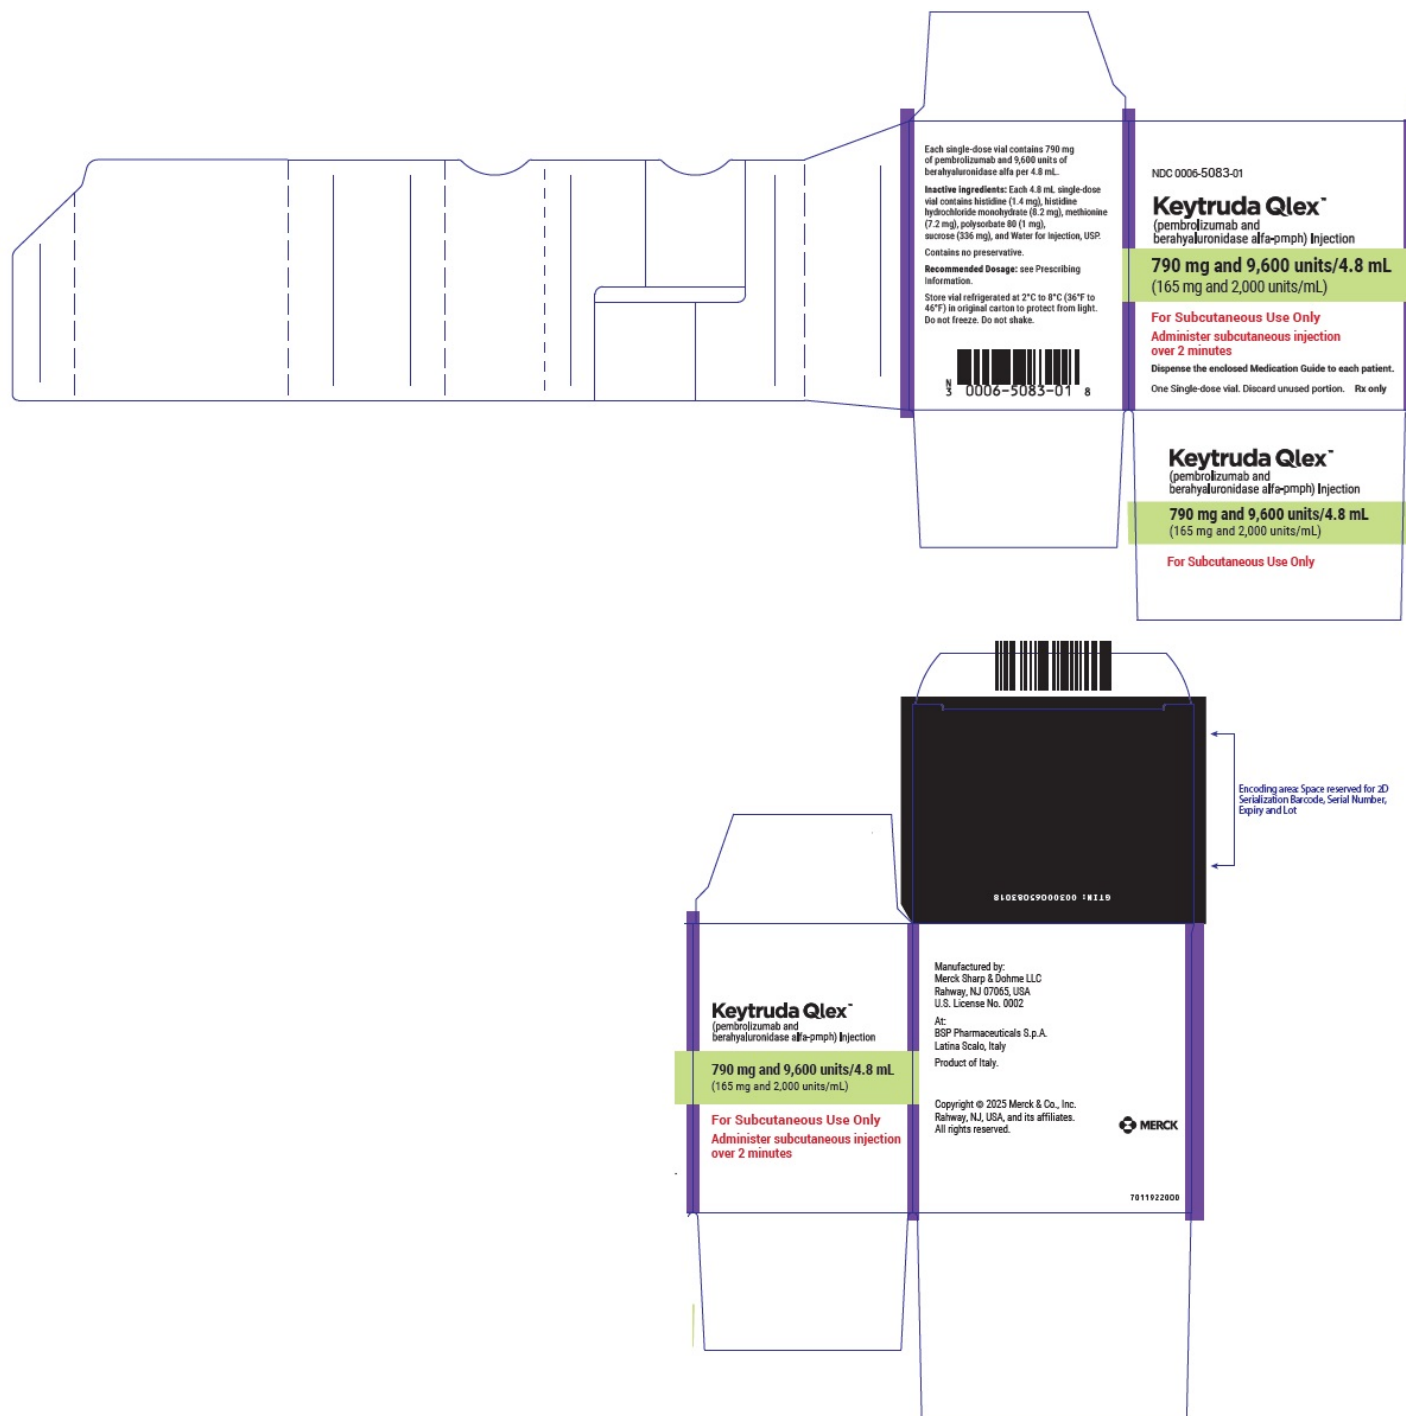 Each single-dose vial contains 790 mg
of pembrolizumab and 9,600 units of
berahyaluronidase alfa per 4.8 mL.
Inactive ingredients: Each 4.8 mL single-dose
vial contains histidine (1.4 mg), histidine
hydrochloride monohydrate (8.2 mg), methionine
(7.2 mg), polysorbate 80 (1 mg),
sucrose (336 mg), and Water for Injection, USP.
Contains no preservative.
Recommended Dosage: see Prescribing
Information.
Store vial refrigerated at 2°C to 8°C (36°F to
46°F) in original carton to protect from light.
Do not freeze. Do not shake.
N
3 0006-5083-01 8
NDC 0006-5083-01
Keytruda Qlex™
(pembrolizumab and
berahyaluronidase alfa-pmph) Injection
790 mg and 9,600 units/4.8 mL
(165 mg and 2,000 units/mL)
For Subcutaneous Use Only
Administer subcutaneous injection
over 2 minutes
Dispense the enclosed Medication Guide to each patient.
One Single-dose vial. Discard unused portion. Rx only
Keytruda Qlex™
(pembrolizumab and
berahyaluronidase alfa-pmph) Injection
790 mg and 9,600 units/4.8 mL
(165 mg and 2,000 units/mL)
For Subcutaneous Use Only
Encoding area: Space reserved for 2D
Serialization Barcode, Serial Number,
Expiry and Lot
GTIN: 00300065083018
Keytruda Qlex™
(pembrolizumab and
berahyaluronidase alfa-pmph) Injection
790 mg and 9,600 units/4.8 mL
(165 mg and 2,000 units/mL)
For Subcutaneous Use Only
Administer subcutaneous injection
over 2 minutes
Manufactured by:
Merck Sharp & Dohme LLC
Rahway, NJ 07065, USA
U.S. License No. 0002
At:
BSP Pharmaceuticals S.p.A.
Latina Scalo, Italy
Product of Italy.
Copyright © 2025 Merck & Co., Inc.
Rahway, NJ, USA, and its affiliates.
All rights reserved.
MERCK
7011922000